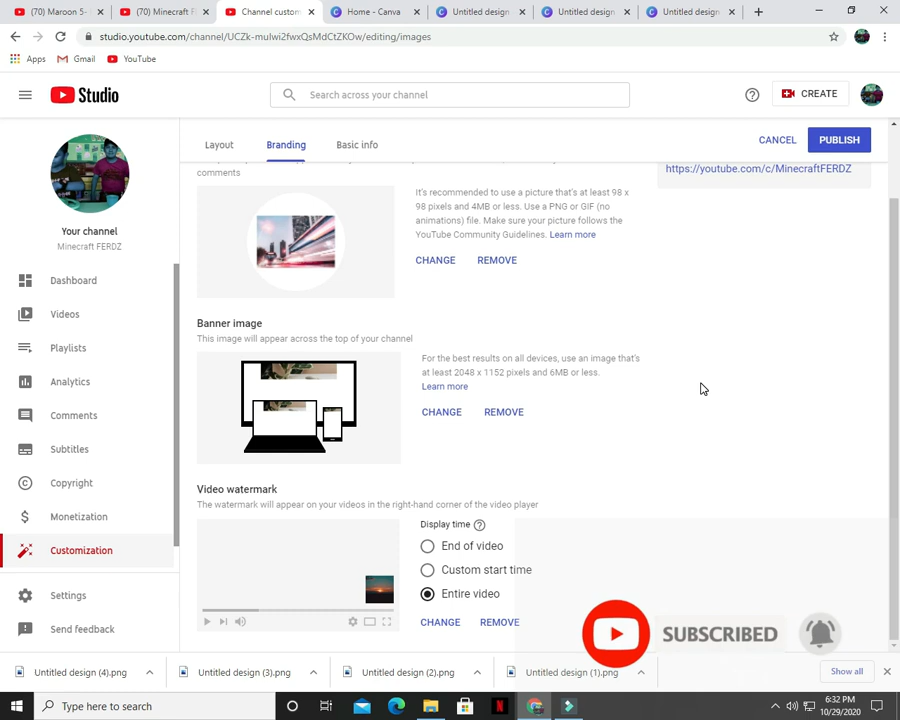 (70) Maroon 5-
(70) Minecraft F
Channel custom
Home - Canva
Untitled design
Untitled design
Untitled design
studio.youtube.com/channel/UCZk-mulwi2fwxQsMdCtZKOw/editing/images
Apps
Gmail
YouTube
Studio
Search across your channel
CREATE
Layout
Branding
Basic info
CANCEL
PUBLISH
comments
https://youtube.com/c/MinecraftFERDZ
It's recommended to use a picture that's at least 98 x
98 pixels and 4MB or less. Use a PNG or GIF (no
animations) file. Make sure your picture follows the
YouTube Community Guidelines. Learn more
CHANGE
REMOVE
Your channel
Minecraft FERDZ
Dashboard
Videos
Playlists
Analytics
Comments
Subtitles
Copyright
Monetization
Customization
Settings
Send feedback
Banner image
This image will appear across the top of your channel
For the best results on all devices, use an image that's
at least 2048 x 1152 pixels and 6MB or less.
Learn more
CHANGE
REMOVE
Video watermark
The watermark will appear on your videos in the right-hand corner of the video player
Display time
End of video
Custom start time
Entire video
CHANGE
REMOVE
SUBSCRIBED
Untitled design (4).png
Untitled design (3).png
Untitled design (2).png
Untitled design (1).png
Show all
Type here to search
6:32 PM
10/29/2020